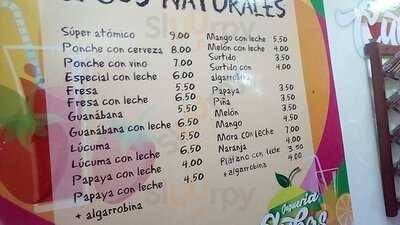 JUGOS NATURALES
Súper atómico 9.00
Ponche con cerveza 8.00
Ponche con vino 7.00
Especial con leche 6.00
Fresa 5.50
Fresa con leche 6.50
Guanábana 5.50
Guanábana con leche 6.50
Lúcuma 5.50
Lúcuma con leche 6.50
Papaya con leche 4.00
Papaya con leche 4.50
+ algarrobina
Mango con leche 5.50
Melón con leche 4.00
Surtido 3.50
Surtido con 4.00
algarrobina
Papaya 3.50
Piña 3.50
Melón 3.50
Mango 4.50
Mora con leche 7.00
Naranja 4.00
Plátano con leche 3.50
+ algarrobina 4.00
Juguería
Sluurpy